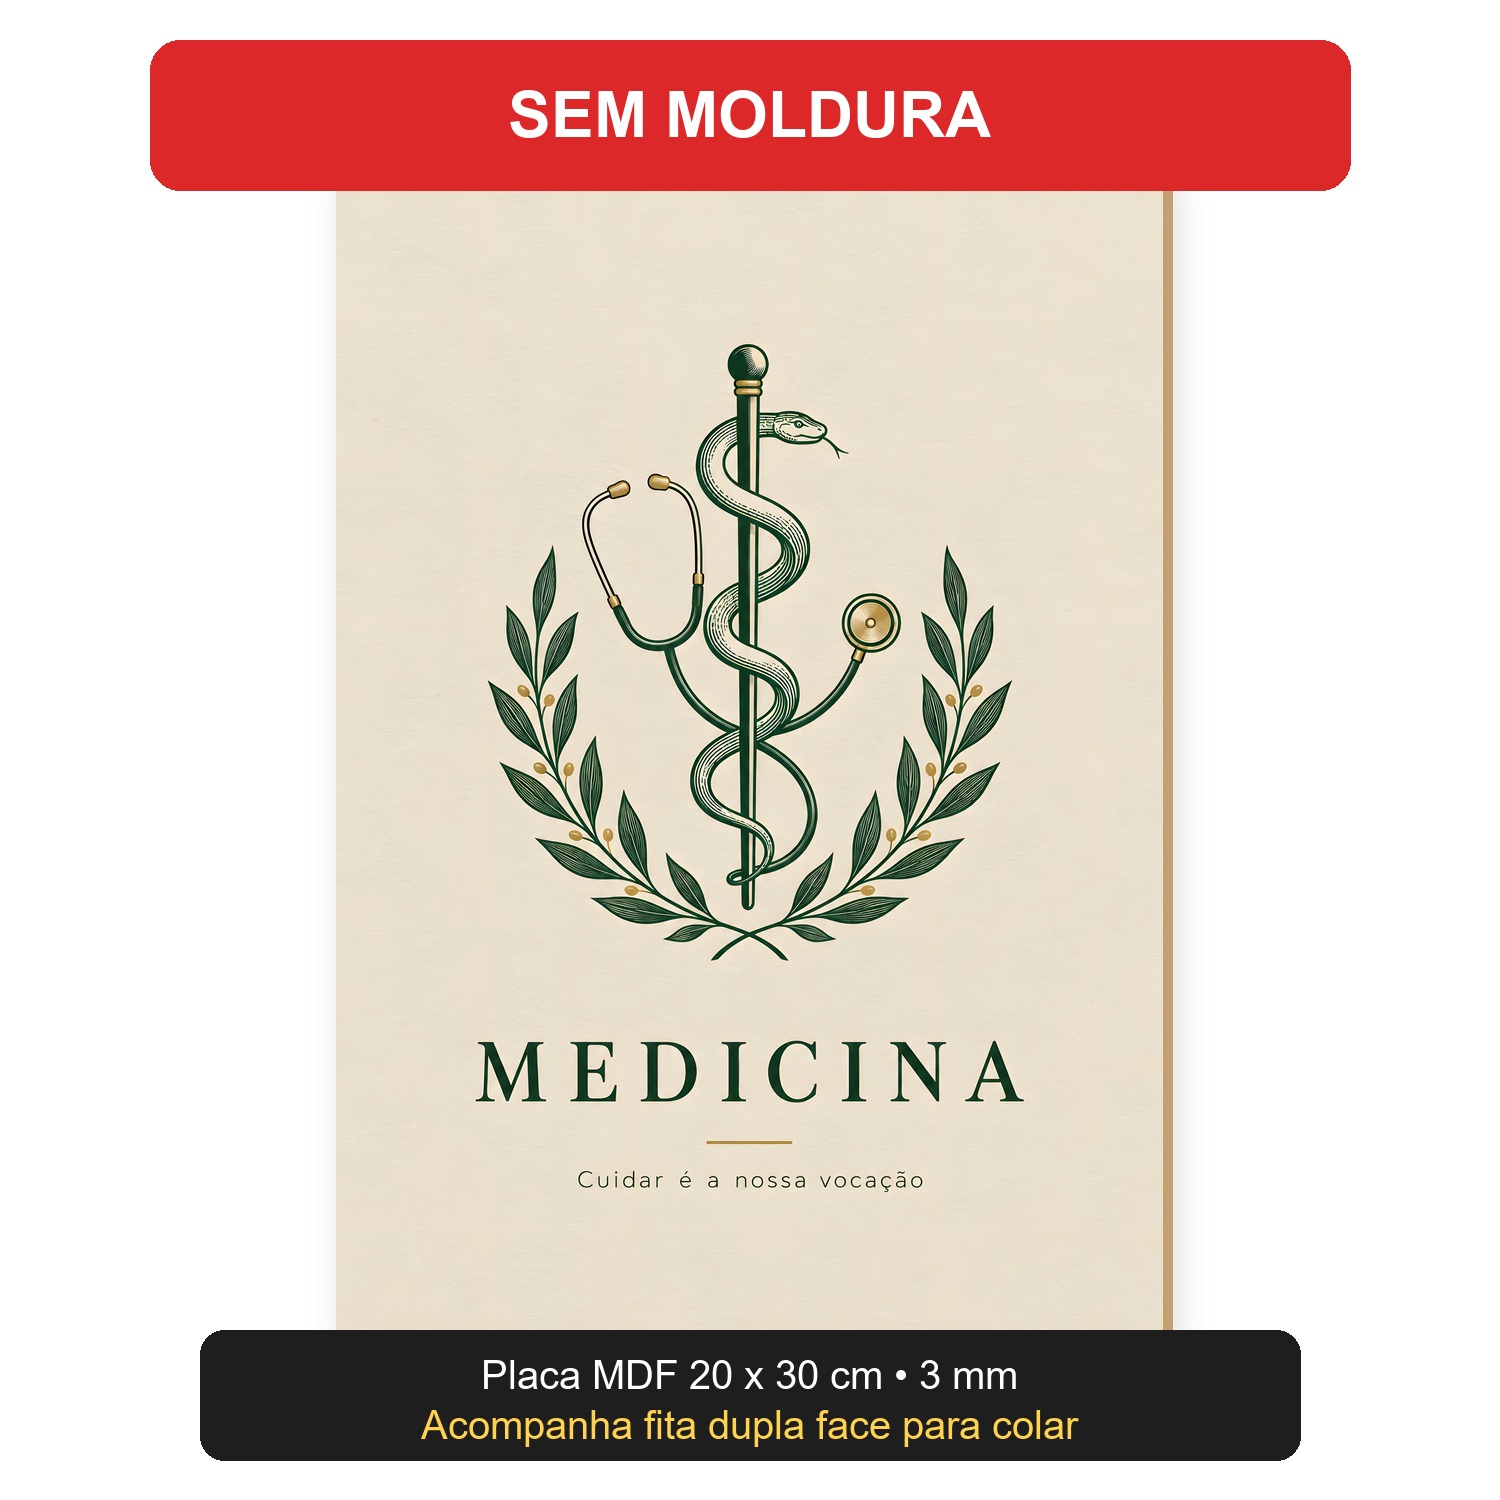 SEM MOLDURA
MEDICINA
Cuidar é a nossa vocação
Placa MDF 20 x 30 cm • 3 mm
Acompanha fita dupla face para colar